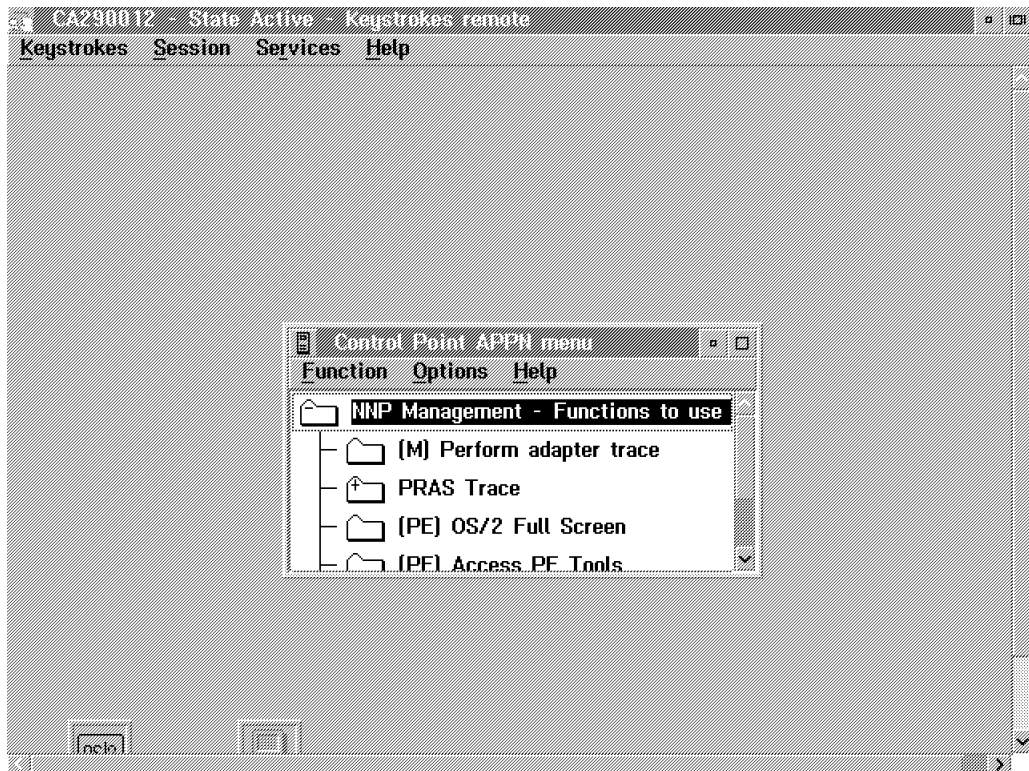 CA290012 - State Active - Keystrokes remote
Keystrokes Session Services Help
Control Point APPN menu
Function Options Help
NNP Management - Functions to use
(M) Perform adapter trace
PRAS Trace
(PE) OS/2 Full Screen
(PE) Access PE Tools